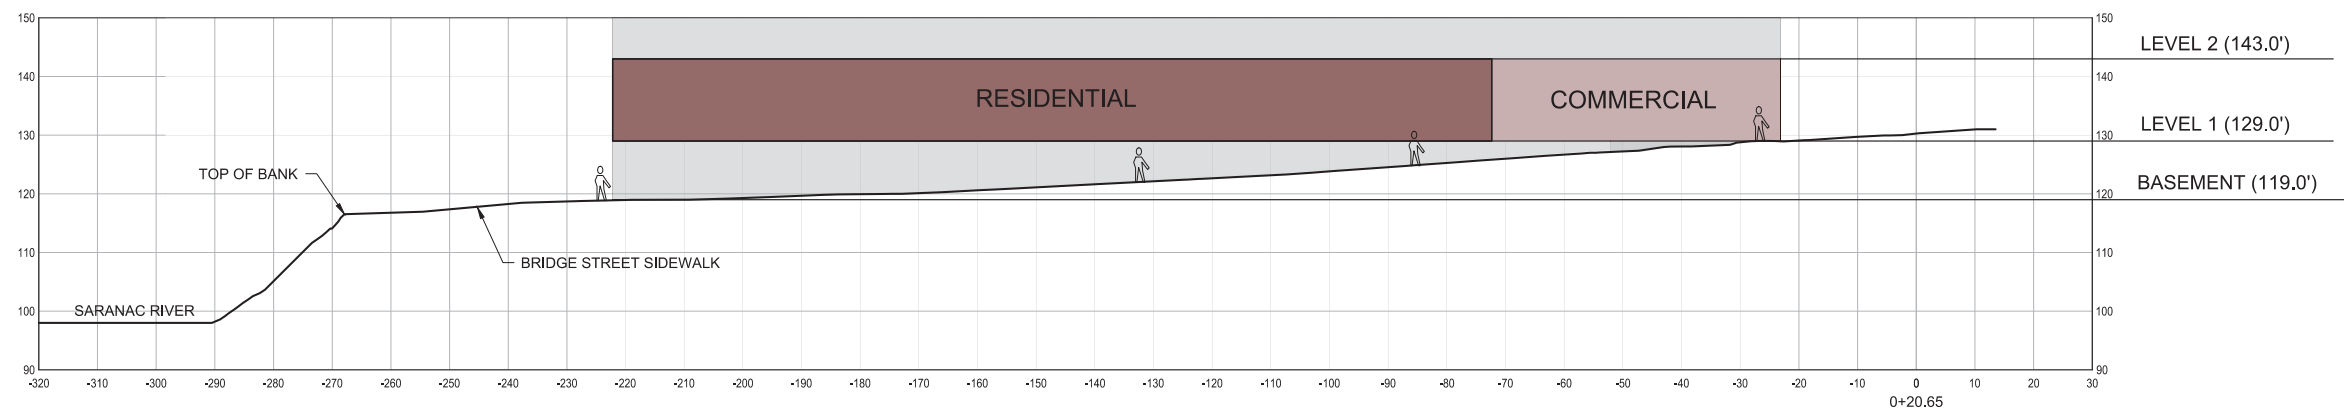 150
150
LEVEL 2 (143.0')
140
140
RESIDENTIAL
COMMERCIAL
130
130
LEVEL 1 (129.0')
TOP OF BANK
120
120
BASEMENT (119.0')
110
110
BRIDGE STREET SIDEWALK
100
SARANAC RIVER
100
90
90
-320 -310 -300 -290 -280 -270 -260 -250 -240 -230 -220 -210 -200 -190 -180 -170 -160 -150 -140 -130 -120 -110 -100 -90 -80 -70 -60 -50 -40 -30 -20 -10 0 10 20 30
0+20.65